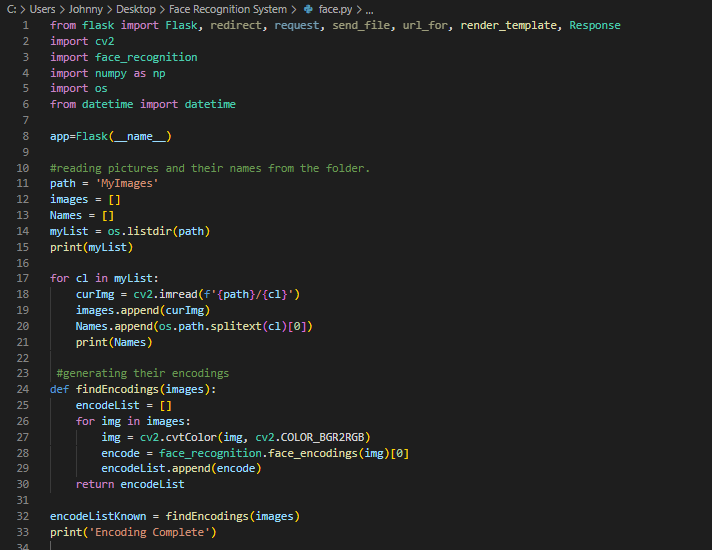 C: > Users > Johnny > Desktop > Face Recognition System > face.py > ...
1 from flask import Flask, redirect, request, send_file, url_for, render_template, Response
2 import cv2
3 import face_recognition
4 import numpy as np
5 import os
6 from datetime import datetime
7
8 app=Flask(__name__)
9
10 #reading pictures and their names from the folder.
11 path = 'MyImages'
12 images = []
13 Names = []
14 myList = os.listdir(path)
15 print(myList)
16
17 for cl in myList:
18     curImg = cv2.imread(f'{path}/{cl}')
19     images.append(curImg)
20     Names.append(os.path.splitext(cl)[0])
21     print(Names)
22
23  #generating their encodings
24 def findEncodings(images):
25     encodeList = []
26     for img in images:
27         img = cv2.cvtColor(img, cv2.COLOR_BGR2RGB)
28         encode = face_recognition.face_encodings(img)[0]
29         encodeList.append(encode)
30     return encodeList
31
32 encodeListKnown = findEncodings(images)
33 print('Encoding Complete')
34